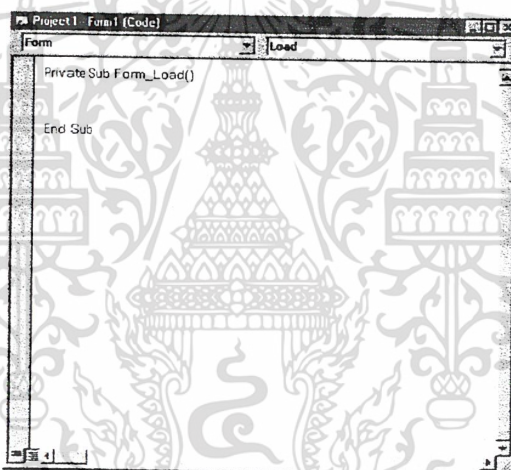 Project1 - Form1 (Code)
Form Load
Private Sub Form_Load()
End Sub